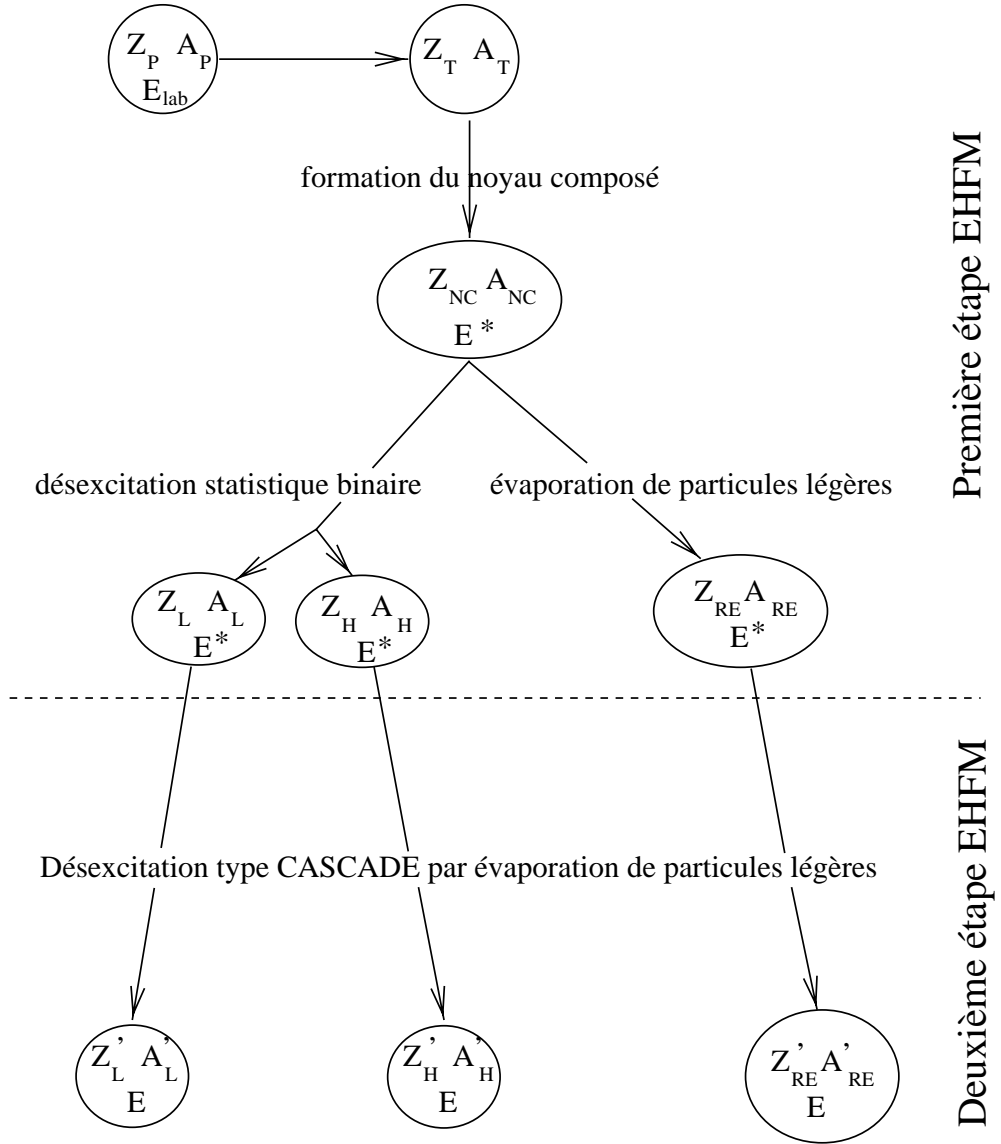 Z_P A_P
E_lab
Z_T A_T
formation du noyau composé
Z_NC A_NC
E*
Première étape EHFM
désexcitation statistique binaire
évaporation de particules légères
Z_L A_L
E*
Z_H A_H
E*
Z_RE A_RE
E*
Désexcitation type CASCADE par évaporation de particules légères
Deuxième étape EHFM
Z'_L A'_L
E
Z'_H A'_H
E
Z'_RE A'_RE
E